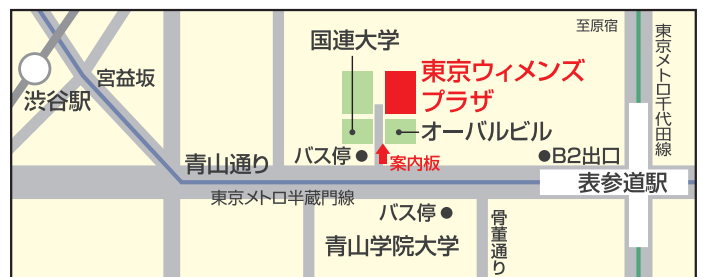 至原宿
国連大学
東京メトロ千代田線
東京ウィメンズ
プラザ
宮益坂
渋谷駅
オーバルビル
青山通り
バス停
案内板
B2出口
表参道駅
東京メトロ半蔵門線
バス停
骨董通り
青山学院大学